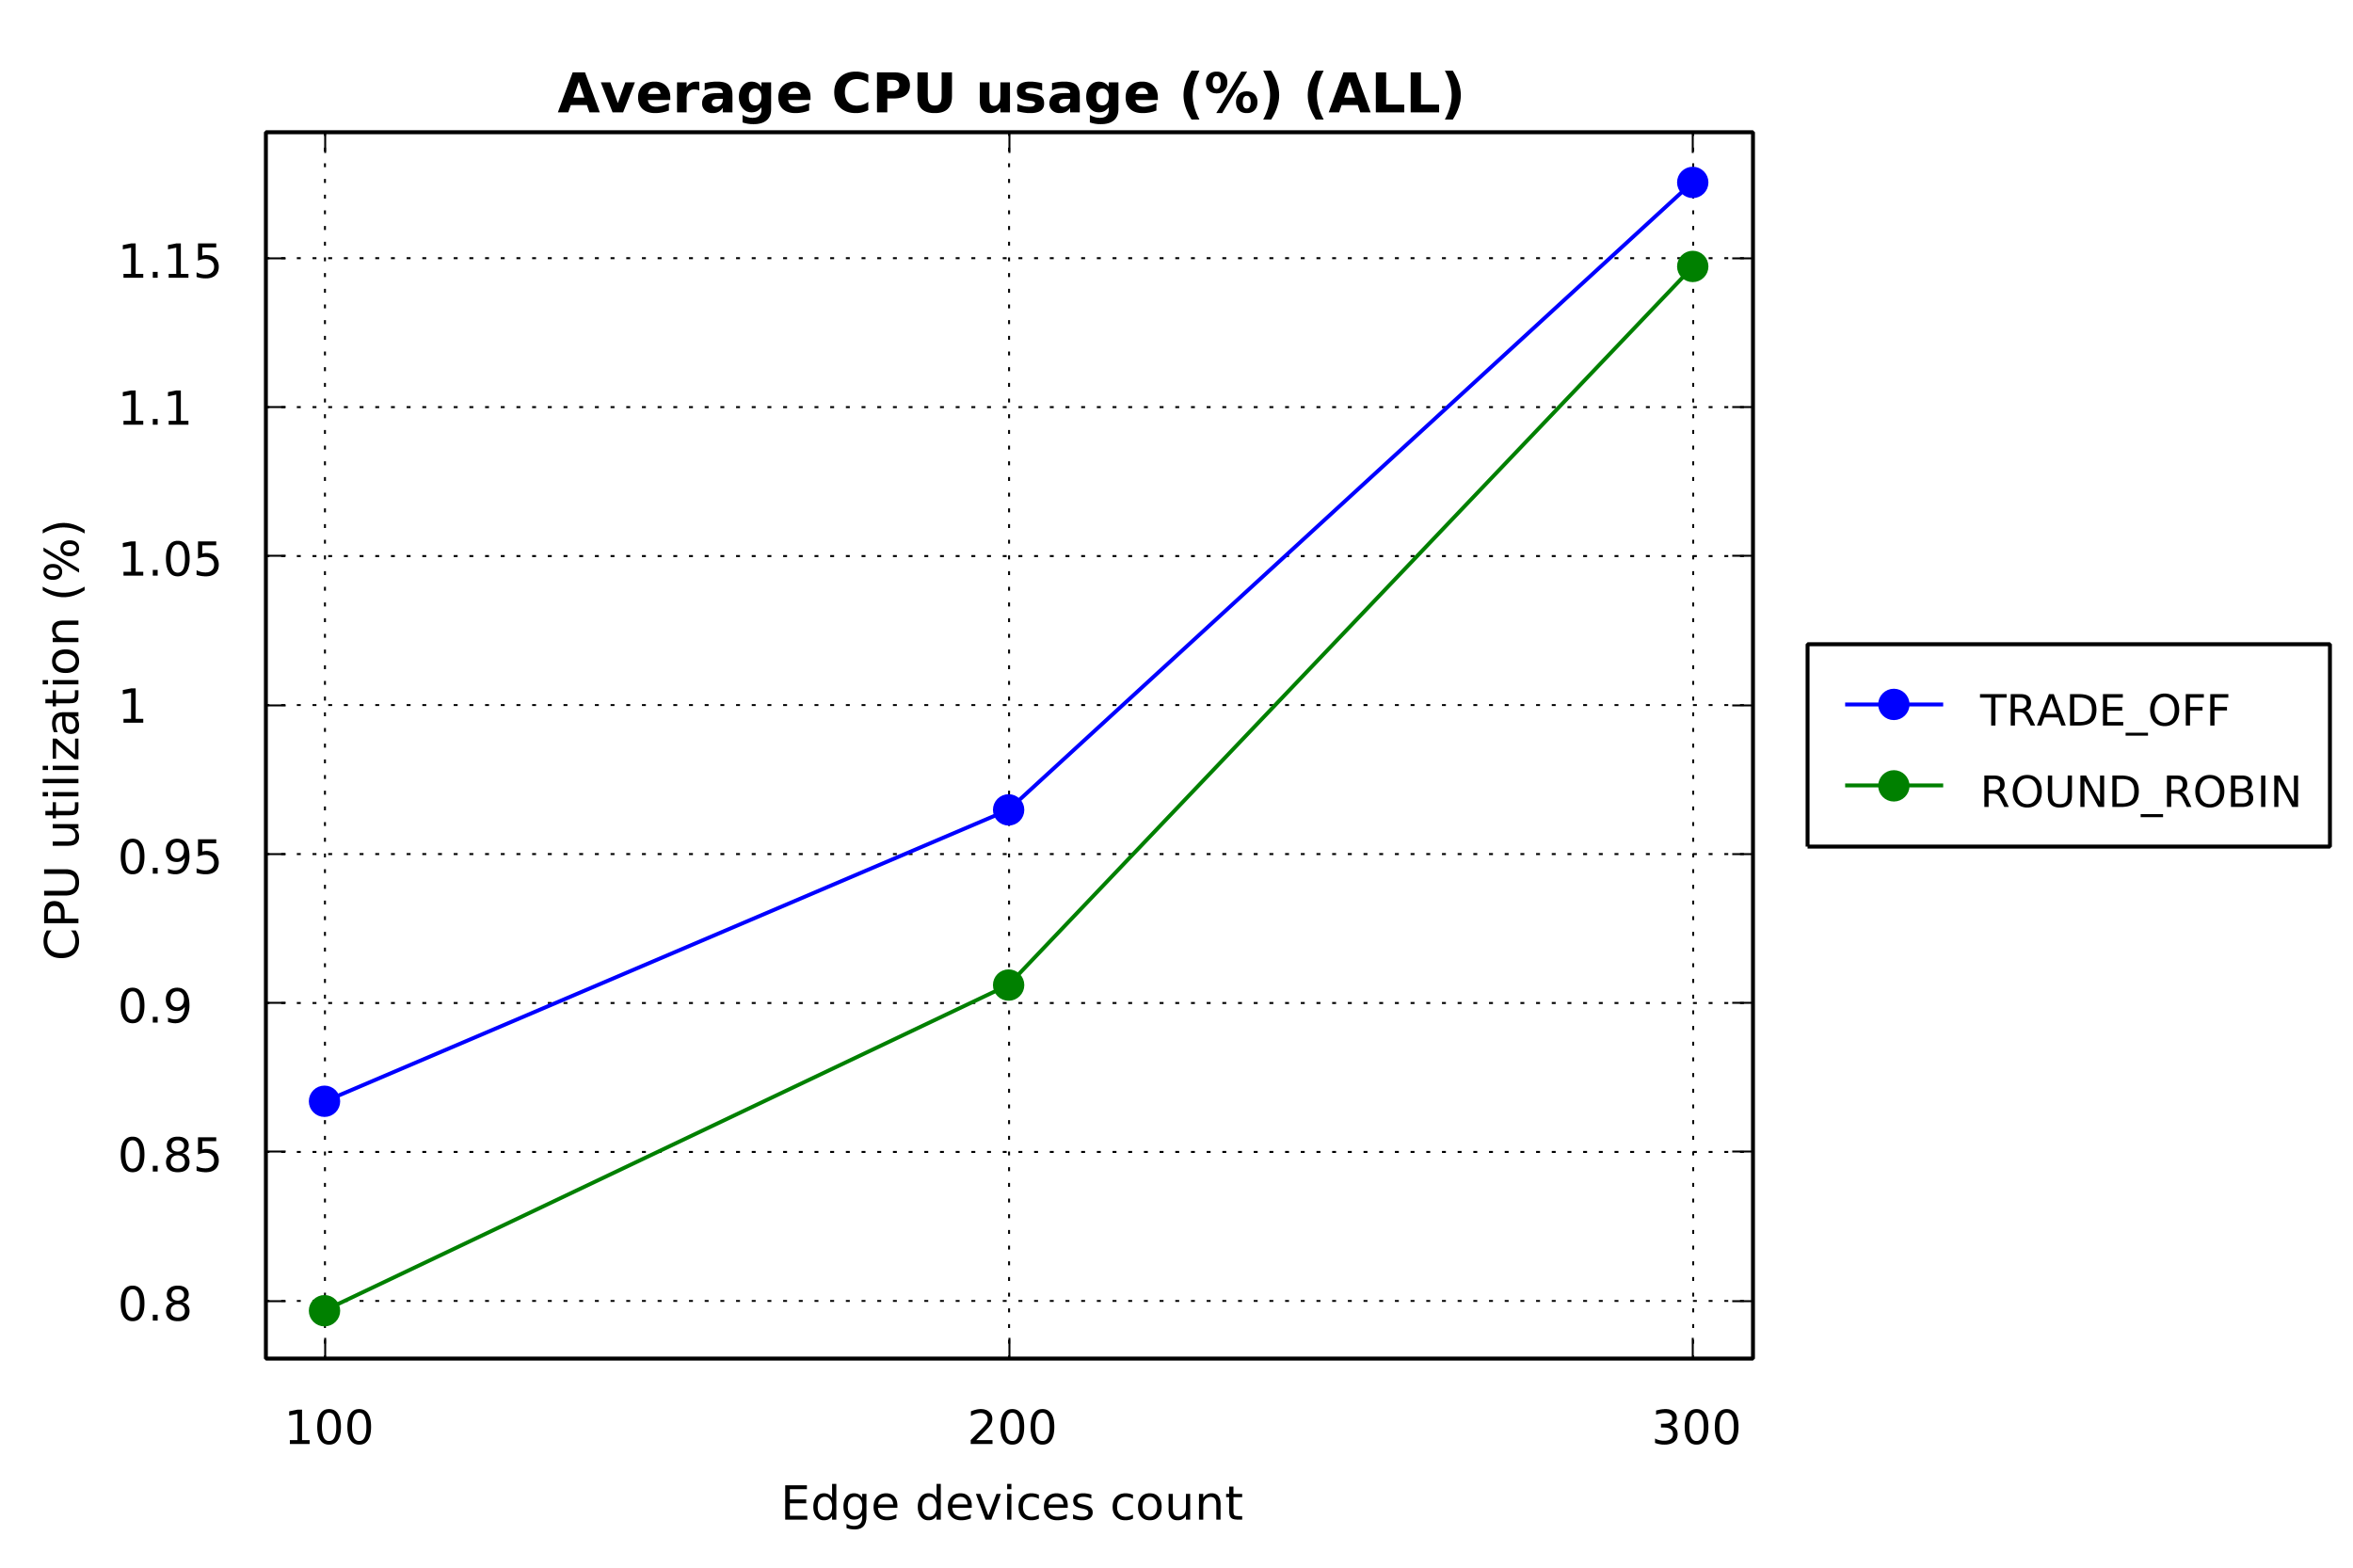 Average CPU usage (%) (ALL)
CPU utilization (%)
1.15
1.1
1.05
1
0.95
0.9
0.85
0.8
100 200 300
Edge devices count
TRADE_OFF
ROUND_ROBIN